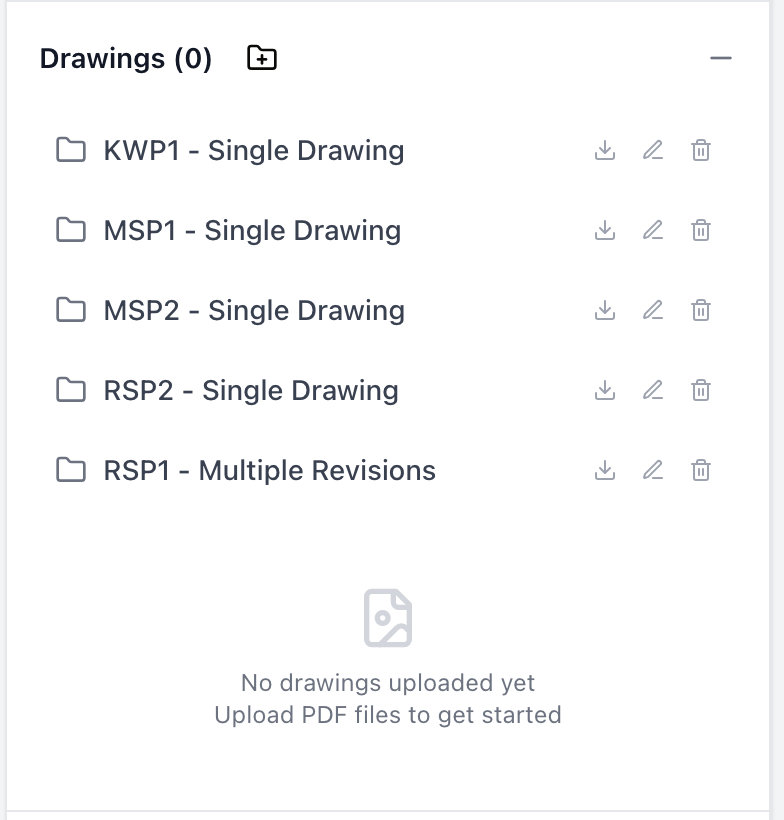 Drawings (0)
KWP1 - Single Drawing
MSP1 - Single Drawing
MSP2 - Single Drawing
RSP2 - Single Drawing
RSP1 - Multiple Revisions
No drawings uploaded yet
Upload PDF files to get started